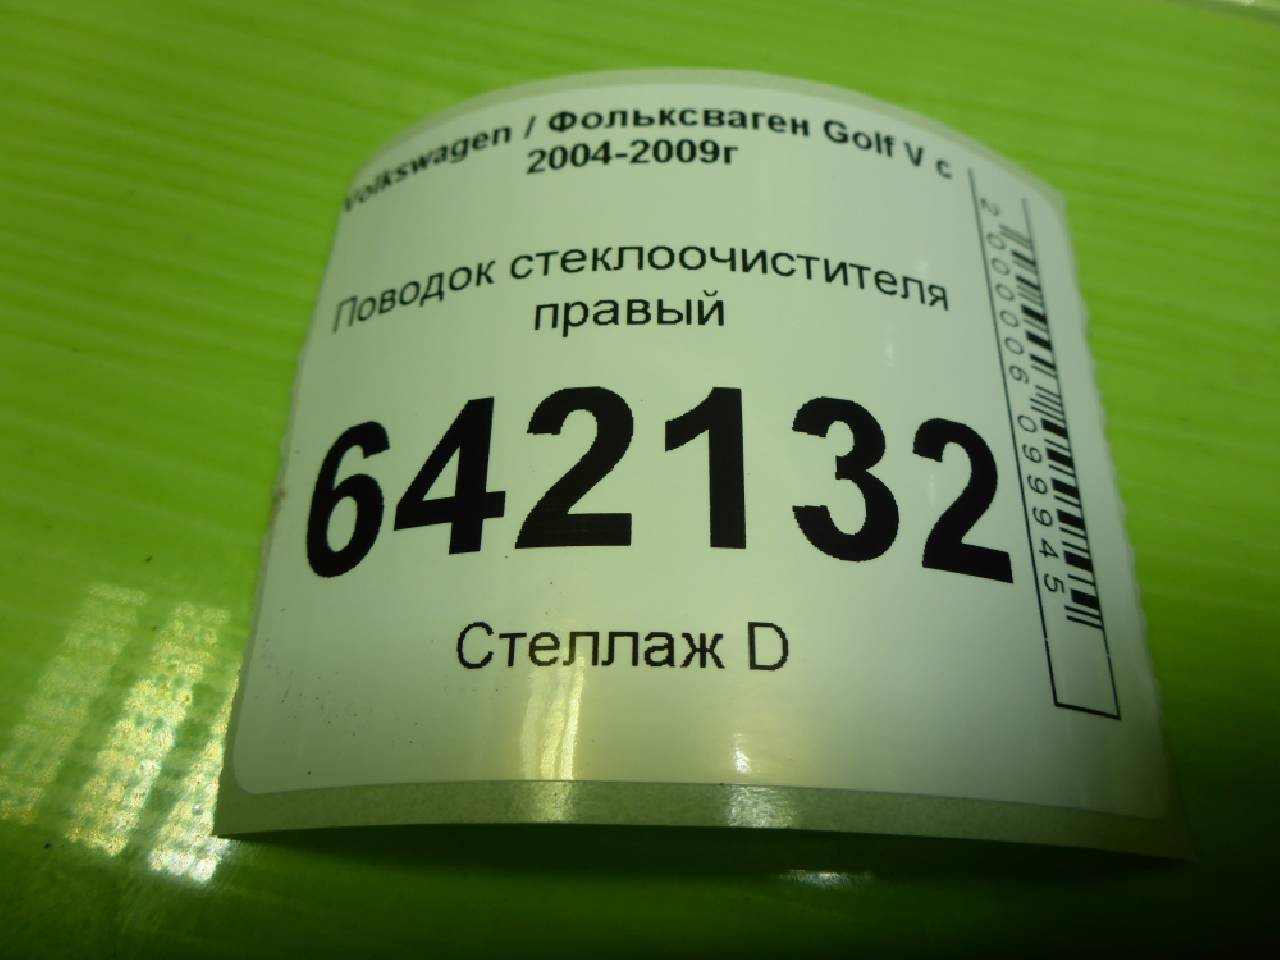 Volkswagen / Фольксваген Golf V с
2004-2009г
Поводок стеклоочистителя
правый
642132
Стеллаж D
2000006099945